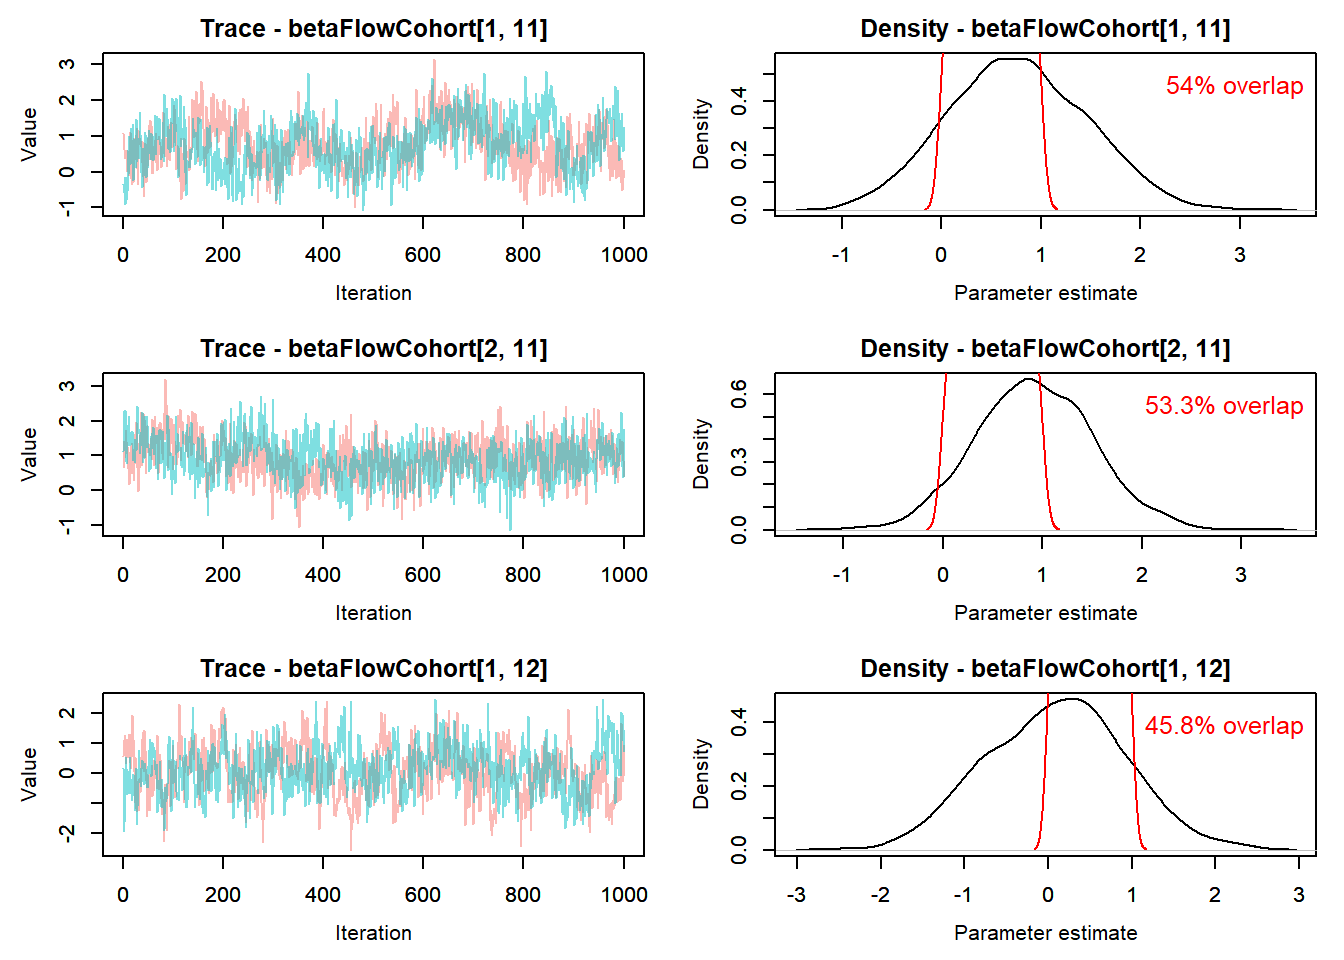 Trace - betaFlowCohort[1, 11]
Value
3
2
1
0
-1
0 200 400 600 800 1000
Iteration
Density - betaFlowCohort[1, 11]
54% overlap
Density
0.4
0.2
0.0
-1 0 1 2 3
Parameter estimate
Trace - betaFlowCohort[2, 11]
Value
3
2
1
0
-1
0 200 400 600 800 1000
Iteration
Density - betaFlowCohort[2, 11]
53.3% overlap
Density
0.6
0.3
0.0
-1 0 1 2 3
Parameter estimate
Trace - betaFlowCohort[1, 12]
Value
2
1
0
-2
0 200 400 600 800 1000
Iteration
Density - betaFlowCohort[1, 12]
45.8% overlap
Density
0.4
0.2
0.0
-3 -2 -1 0 1 2 3
Parameter estimate